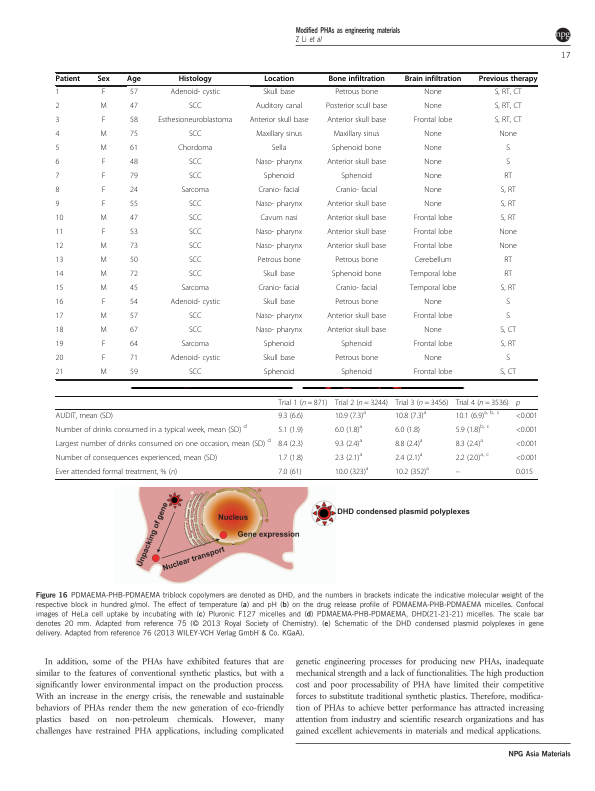 Modified PHAs as engineering materials
Z Li et al
npg
17
Patient Sex Age Histology Location Bone infiltration Brain infiltration Previous therapy
1 F 57 Adenoid- cystic Skull base Petrous bone None S, RT, CT
2 M 47 SCC Auditory canal Posterior scull base None S, RT, CT
3 F 58 Esthesioneuroblastoma Anterior skull base Anterior skull base Frontal lobe S, RT, CT
4 M 75 SCC Maxillary sinus Maxillary sinus None None
5 M 61 Chordoma Sella Sphenoid bone None S
6 F 48 SCC Naso- pharynx Anterior skull base None S
7 F 79 SCC Sphenoid Sphenoid None RT
8 F 24 Sarcoma Cranio- facial Cranio- facial None S, RT
9 F 55 SCC Naso- pharynx Anterior skull base None S, RT
10 M 47 SCC Cavum nasi Anterior skull base Frontal lobe S, RT
11 F 53 SCC Naso- pharynx Anterior skull base Frontal lobe None
12 M 73 SCC Naso- pharynx Anterior skull base Frontal lobe None
13 M 50 SCC Petrous bone Petrous bone Cerebellum RT
14 M 72 SCC Skull base Sphenoid bone Temporal lobe RT
15 M 45 Sarcoma Cranio- facial Cranio- facial Temporal lobe S, RT
16 F 54 Adenoid- cystic Skull base Petrous bone None S
17 M 57 SCC Naso- pharynx Anterior skull base Frontal lobe S
18 M 67 SCC Naso- pharynx Anterior skull base None S, CT
19 F 64 Sarcoma Sphenoid Sphenoid Frontal lobe S, RT
20 F 71 Adenoid- cystic Skull base Petrous bone None S
21 M 59 SCC Sphenoid Sphenoid Frontal lobe S, CT
Trial 1 (n = 871) Trial 2 (n = 3244) Trial 3 (n = 3456) Trial 4 (n = 3536) p
AUDIT, mean (SD) 9.3 (6.6) 10.9 (7.3)a 10.8 (7.3)a 10.1 (6.9)a, b, c <0.001
Number of drinks consumed in a typical week, mean (SD) d 5.1 (1.9) 6.0 (1.8)a 6.0 (1.8) 5.9 (1.8)b, c <0.001
Largest number of drinks consumed on one occasion, mean (SD) d 8.4 (2.3) 9.3 (2.4)a 8.8 (2.4)a 8.3 (2.4)a <0.001
Number of consequences experienced, mean (SD) 1.7 (1.8) 2.3 (2.1)a 2.4 (2.1)a 2.2 (2.0)a, c <0.001
Ever attended formal treatment, % (n) 7.0 (61) 10.0 (323)a 10.2 (352)b – 0.015
Unpacking of gene
Nucleus
Gene expression
Nuclear transport
DHD condensed plasmid polyplexes
Figure 16 PDMAEMA-PHB-PDMAEMA triblock copolymers are denoted as DHD, and the numbers in brackets indicate the indicative molecular weight of the
respective block in hundred g/mol. The effect of temperature (a) and pH (b) on the drug release profile of PDMAEMA-PHB-PDMAEMA micelles. Confocal
images of HeLa cell uptake by incubating with (c) Pluronic F127 micelles and (d) PDMAEMA-PHB-PDMAEMA, DHD(21-21-21) micelles. The scale bar
denotes 20 mm. Adapted from reference 75 (© 2013 Royal Society of Chemistry). (e) Schematic of the DHD condensed plasmid polyplexes in gene
delivery. Adapted from reference 76 (2013 WILEY-VCH Verlag GmbH & Co. KGaA).
In addition, some of the PHAs have exhibited features that are
similar to the features of conventional synthetic plastics, but with a
significantly lower environmental impact on the production process.
With an increase in the energy crisis, the renewable and sustainable
behaviors of PHAs render them the new generation of eco-friendly
plastics based on non-petroleum chemicals. However, many
challenges have restrained PHA applications, including complicated
genetic engineering processes for producing new PHAs, inadequate
mechanical strength and a lack of functionalities. The high production
cost and poor processability of PHA have limited their competitive
forces to substitute traditional synthetic plastics. Therefore, modifica-
tion of PHAs to achieve better performance has attracted increasing
attention from industry and scientific research organizations and has
gained excellent achievements in materials and medical applications.
NPG Asia Materials